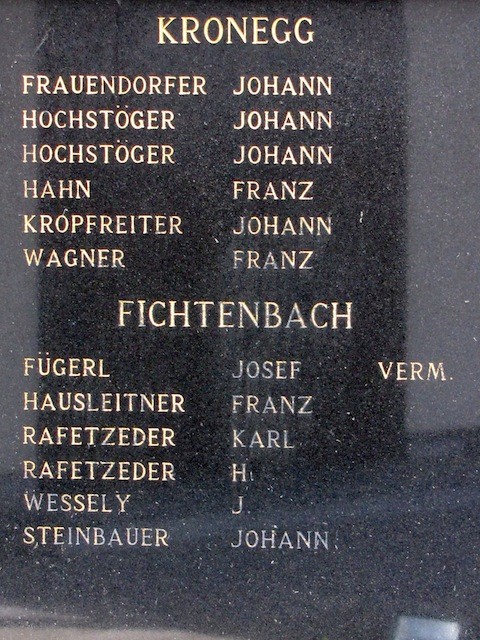 KRONEGG
FRAUENDORFER JOHANN
HOCHSTÖGER JOHANN
HOCHSTÖGER JOHANN
HAHN FRANZ
KRÖPFREITER JOHANN
WAGNER FRANZ
FICHTENBACH
FÜGERL JOSEF VERM.
HAUSLEITNER FRANZ
RAFETZEDER KARL
RAFETZEDER H
WESSELY J
STEINBAUER JOHANN